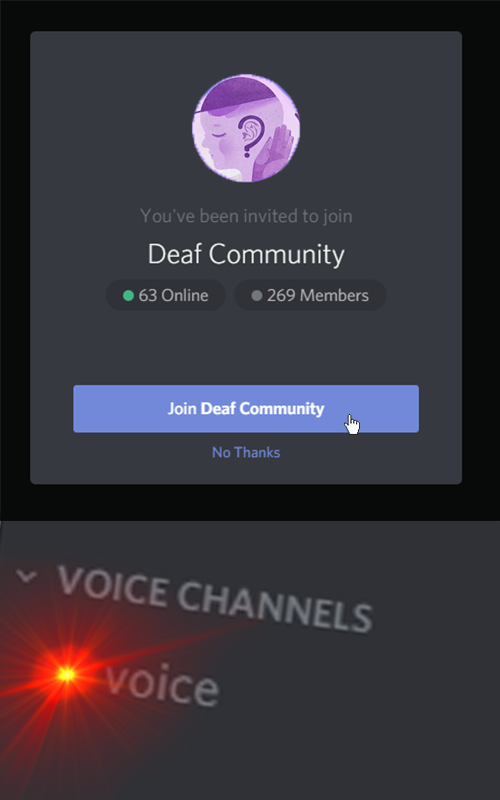 You've been invited to join
Deaf Community
63 Online 269 Members
Join Deaf Community
No Thanks
VOICE CHANNELS
voice